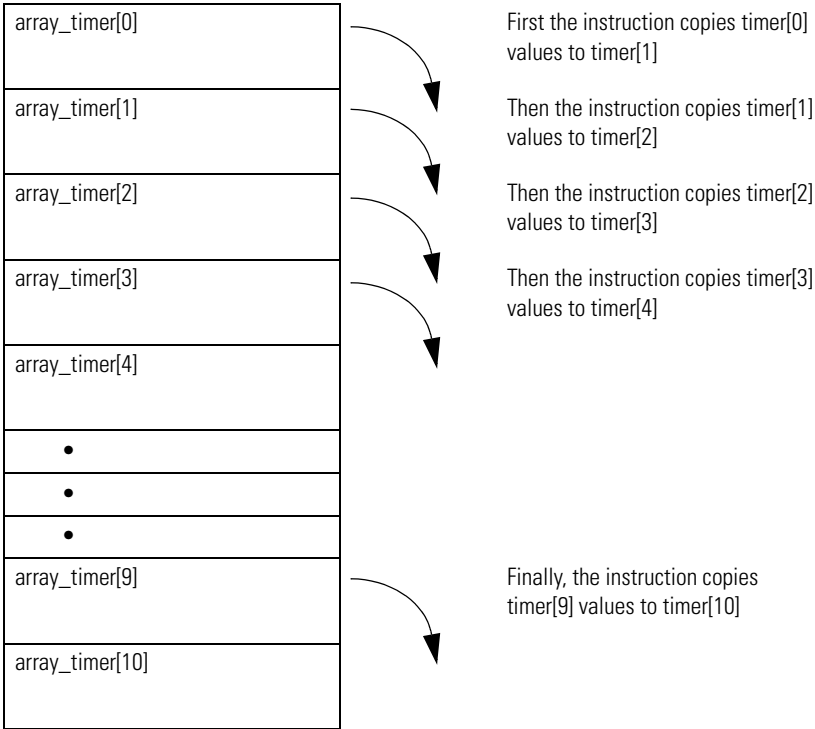 array_timer[0]
First the instruction copies timer[0]
values to timer[1]
array_timer[1]
Then the instruction copies timer[1]
values to timer[2]
array_timer[2]
Then the instruction copies timer[2]
values to timer[3]
array_timer[3]
Then the instruction copies timer[3]
values to timer[4]
array_timer[4]
•
•
•
array_timer[9]
Finally, the instruction copies
timer[9] values to timer[10]
array_timer[10]